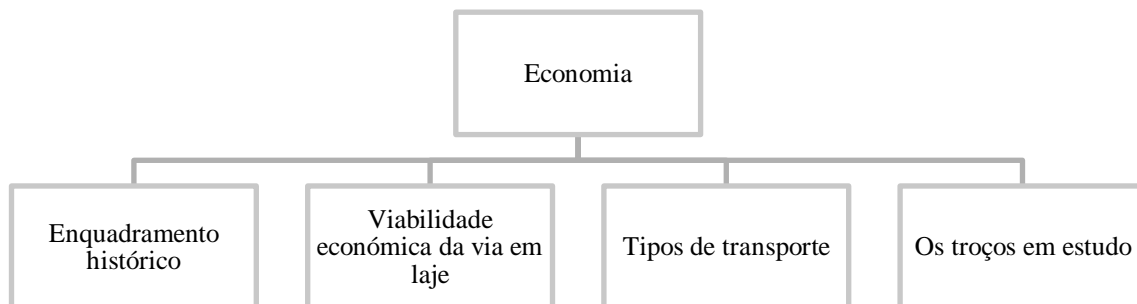 Economia
Enquadramento
histórico
Viabilidade
económica da via em
laje
Tipos de transporte
Os troços em estudo